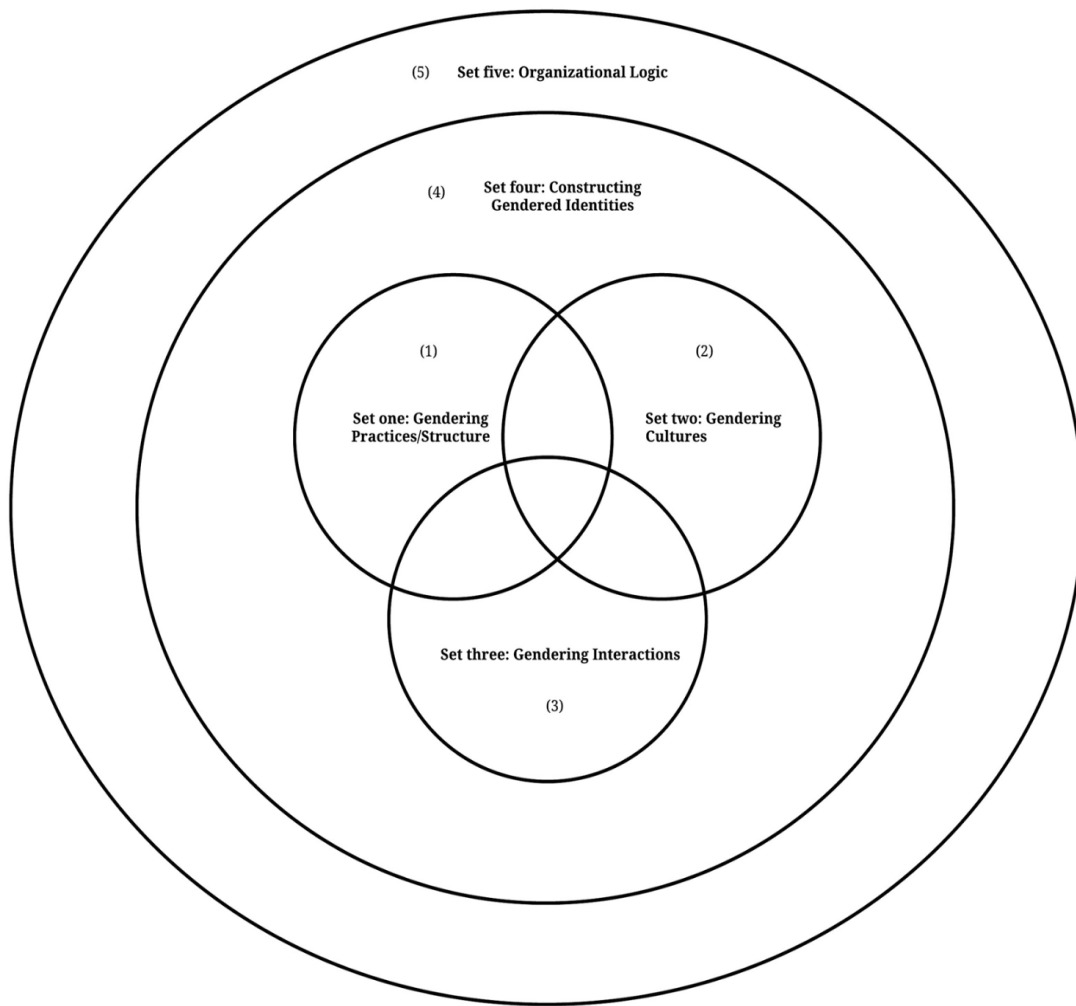 (5) Set five: Organizational Logic
(4) Set four: Constructing
Gendered Identities
(1)
(2)
Set one: Gendering
Practices/Structure
Set two: Gendering
Cultures
Set three: Gendering Interactions
(3)